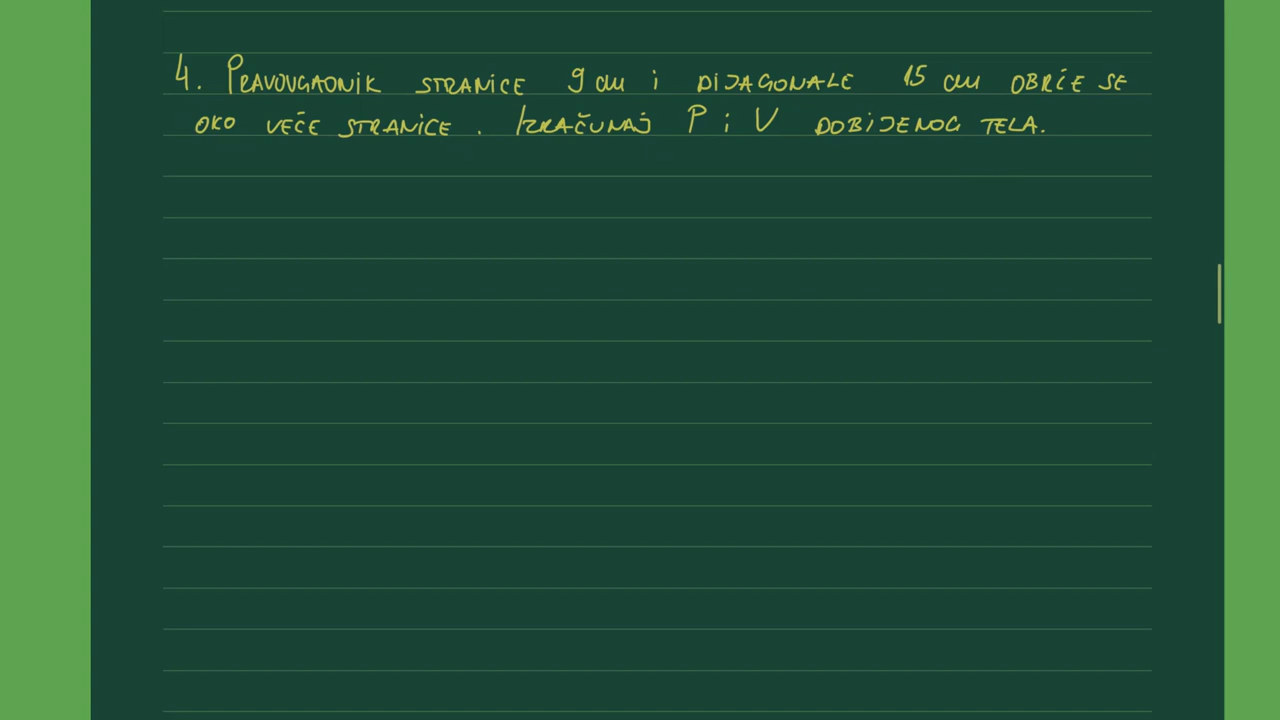 4. PRAVOUGAONIK STRANICE 9 cm i DIJAGONALE 15 cm OBRĆE SE
OKO VEĆE STRANICE. IZRAČUNAJ P i V DOBIJENOG TELA.